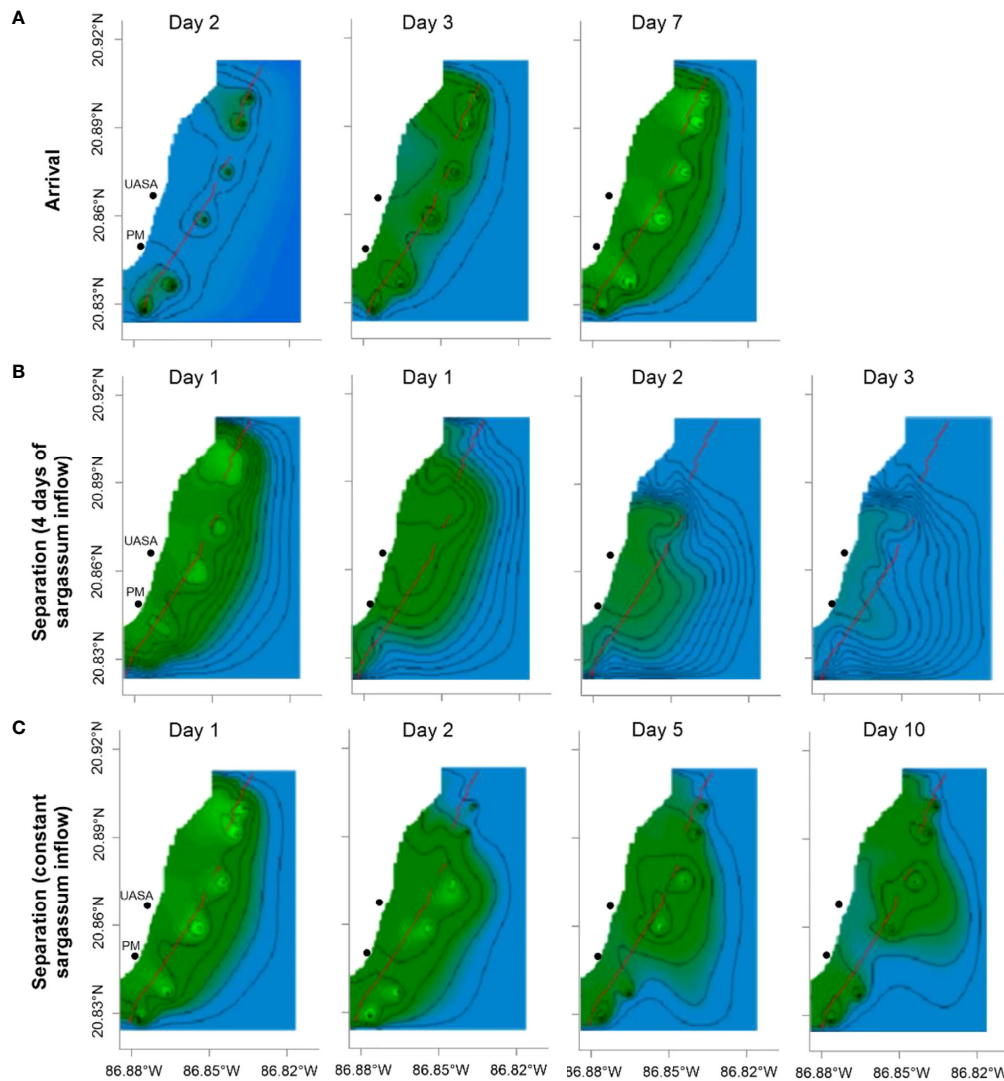 A
Day 2
Day 3
Day 7
Arrival
20.92°N
20.89°N
20.86°N
20.83°N
UASA
PM
B
Day 1
Day 1
Day 2
Day 3
Separation (4 days of
sargassum inflow)
20.92°N
20.89°N
20.86°N
20.83°N
UASA
PM
C
Day 1
Day 2
Day 5
Day 10
Separation (constant
sargassum inflow)
20.92°N
20.89°N
20.86°N
20.83°N
UASA
PM
86.88°W 86.85°W 86.82°W
86.88°W 86.85°W 86.82°W
86.88°W 86.85°W 86.82°W
86.88°W 86.85°W 86.82°W